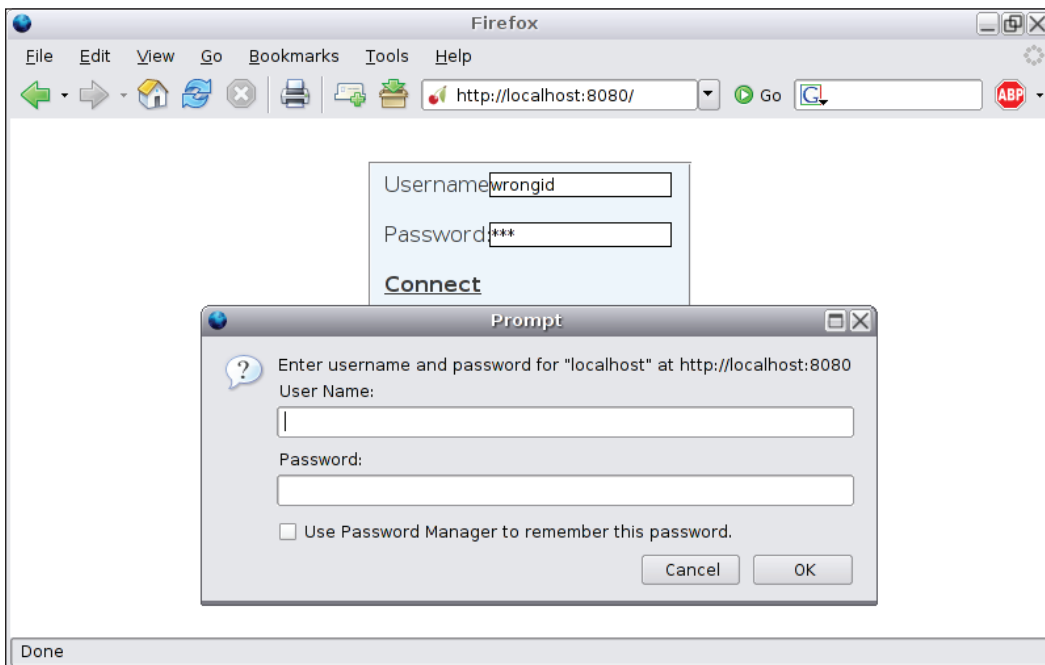 Firefox
File Edit View Go Bookmarks Tools Help
http://localhost:8080/ Go G ABP
Username wrongid
Password: ***
Connect
Prompt
? Enter username and password for "localhost" at http://localhost:8080
User Name:
Password:
Use Password Manager to remember this password.
Cancel OK
Done